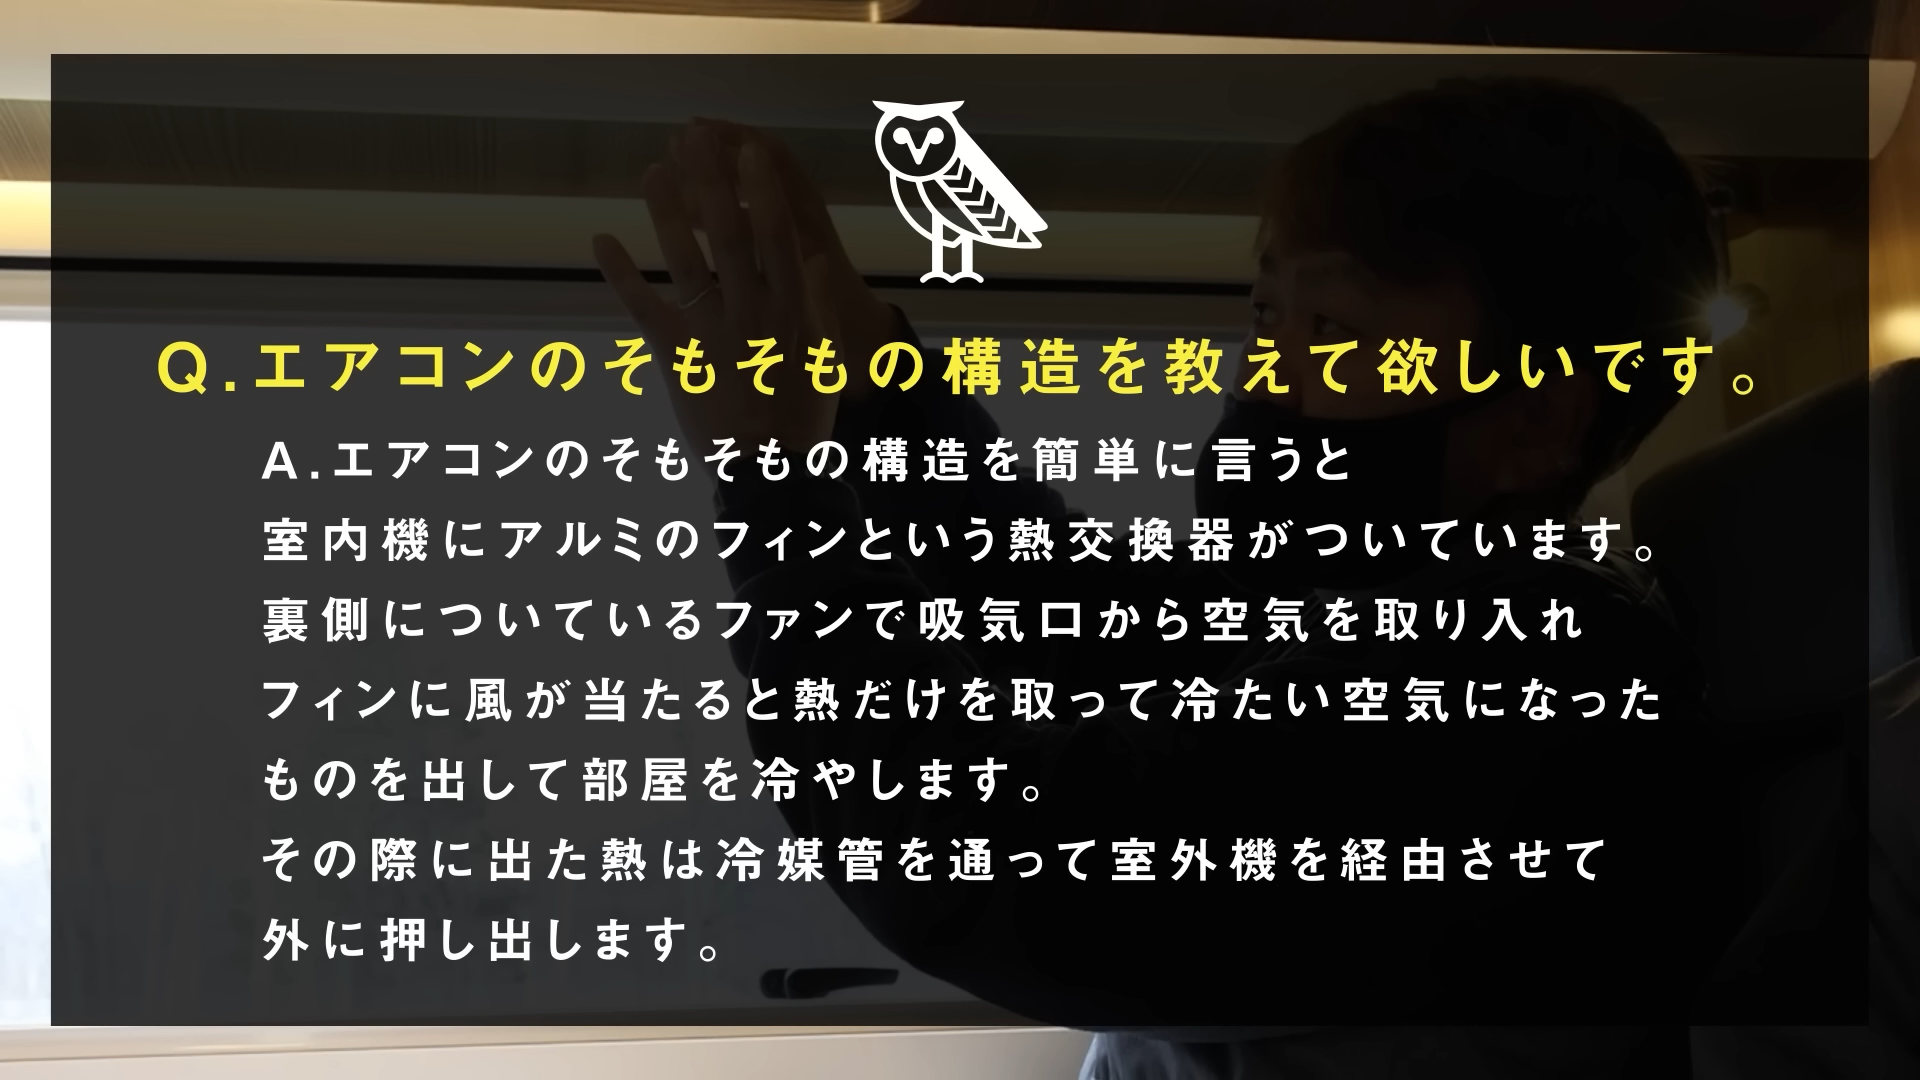 Q.エアコンのそもそもの構造を教えて欲しいです。
A.エアコンのそもそもの構造を簡単に言うと
室内機にアルミのフィンという熱交換器がついています。
裏側についているファンで吸気口から空気を取り入れ
フィンに風が当たると熱だけを取って冷たい空気になった
ものを出して部屋を冷やします。
その際に出た熱は冷媒管を通って室外機を経由させて
外に押し出します。